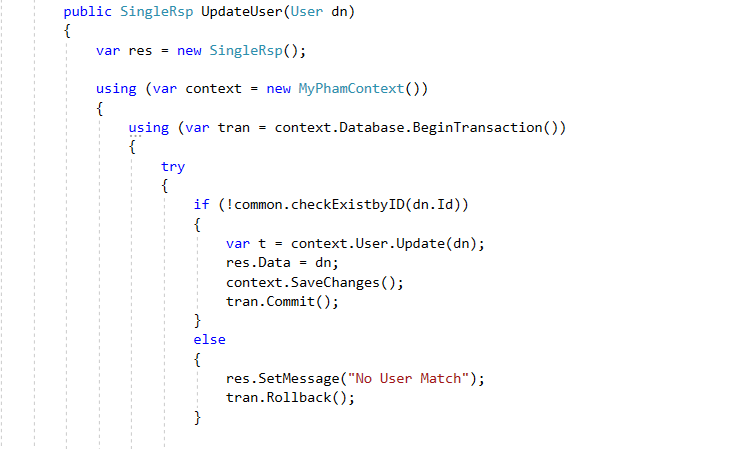 public SingleRsp UpdateUser(User dn)
{
var res = new SingleRsp();
using (var context = new MyPhamContext())
{
using (var tran = context.Database.BeginTransaction())
{
try
{
if (!common.checkExistbyID(dn.Id))
{
var t = context.User.Update(dn);
res.Data = dn;
context.SaveChanges();
tran.Commit();
}
else
{
res.SetMessage("No User Match");
tran.Rollback();
}